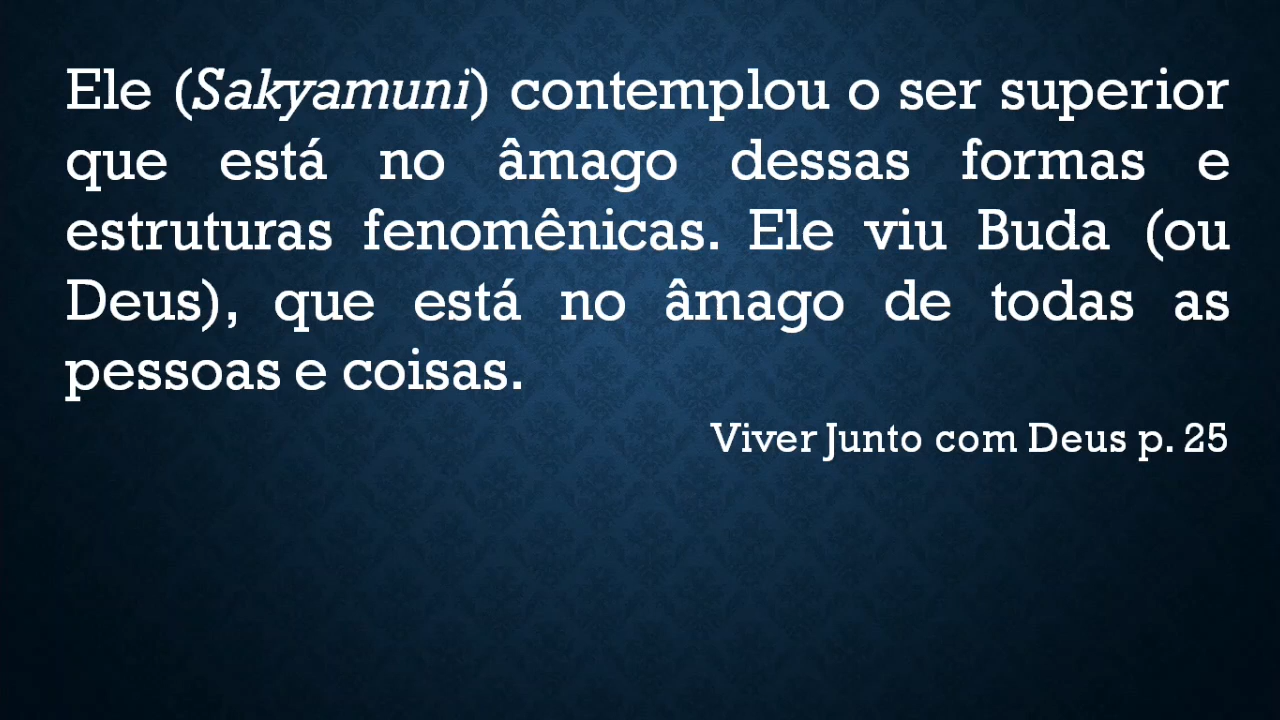 Ele (Sakyamuni) contemplou o ser superior
que está no âmago dessas formas e
estruturas fenomênicas. Ele viu Buda (ou
Deus), que está no âmago de todas as
pessoas e coisas.
Viver Junto com Deus p. 25